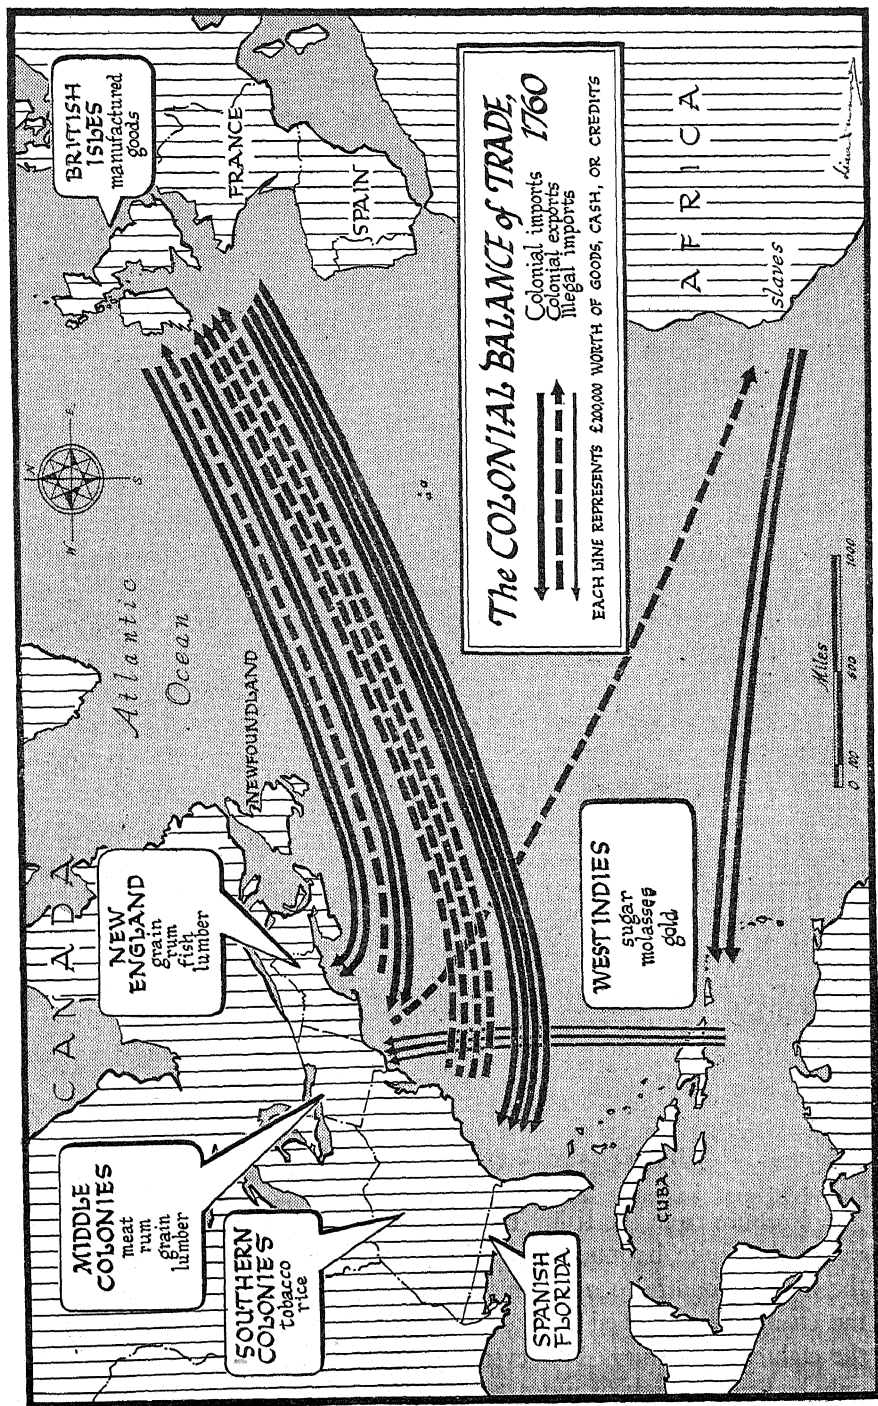 The COLONIAL BALANCE of TRADE,
1760
Colonial imports
Colonial exports
Illegal imports
EACH LINE REPRESENTS £200,000 WORTH OF GOODS, CASH, OR CREDITS
CANADA
Atlantic
Ocean
NEWFOUNDLAND
N
E
S
W
BRITISH
ISLES
manufactured
goods
FRANCE
SPAIN
AFRICA
slaves
NEW
ENGLAND
grain
rum
fish
lumber
MIDDLE
COLONIES
meat
rum
grain
lumber
SOUTHERN
COLONIES
tobacco
rice
SPANISH
FLORIDA
CUBA
WEST INDIES
sugar
molasses
gold
Miles
0 500 1000